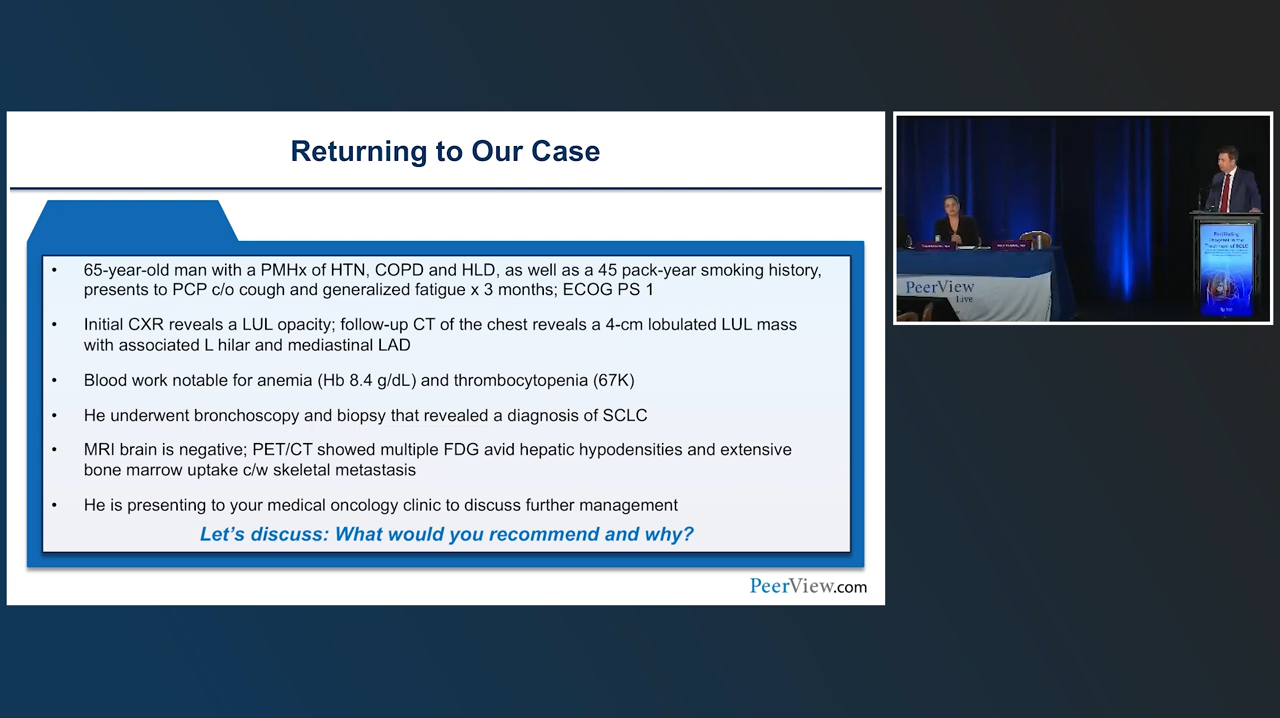 Returning to Our Case
• 65-year-old man with a PMHx of HTN, COPD and HLD, as well as a 45 pack-year smoking history,
presents to PCP c/o cough and generalized fatigue x 3 months; ECOG PS 1
• Initial CXR reveals a LUL opacity; follow-up CT of the chest reveals a 4-cm lobulated LUL mass
with associated L hilar and mediastinal LAD
• Blood work notable for anemia (Hb 8.4 g/dL) and thrombocytopenia (67K)
• He underwent bronchoscopy and biopsy that revealed a diagnosis of SCLC
• MRI brain is negative; PET/CT showed multiple FDG avid hepatic hypodensities and extensive
bone marrow uptake c/w skeletal metastasis
• He is presenting to your medical oncology clinic to discuss further management
Let's discuss: What would you recommend and why?
PeerView.com
PeerView
Live
Progress in the
Treatment of SCLC